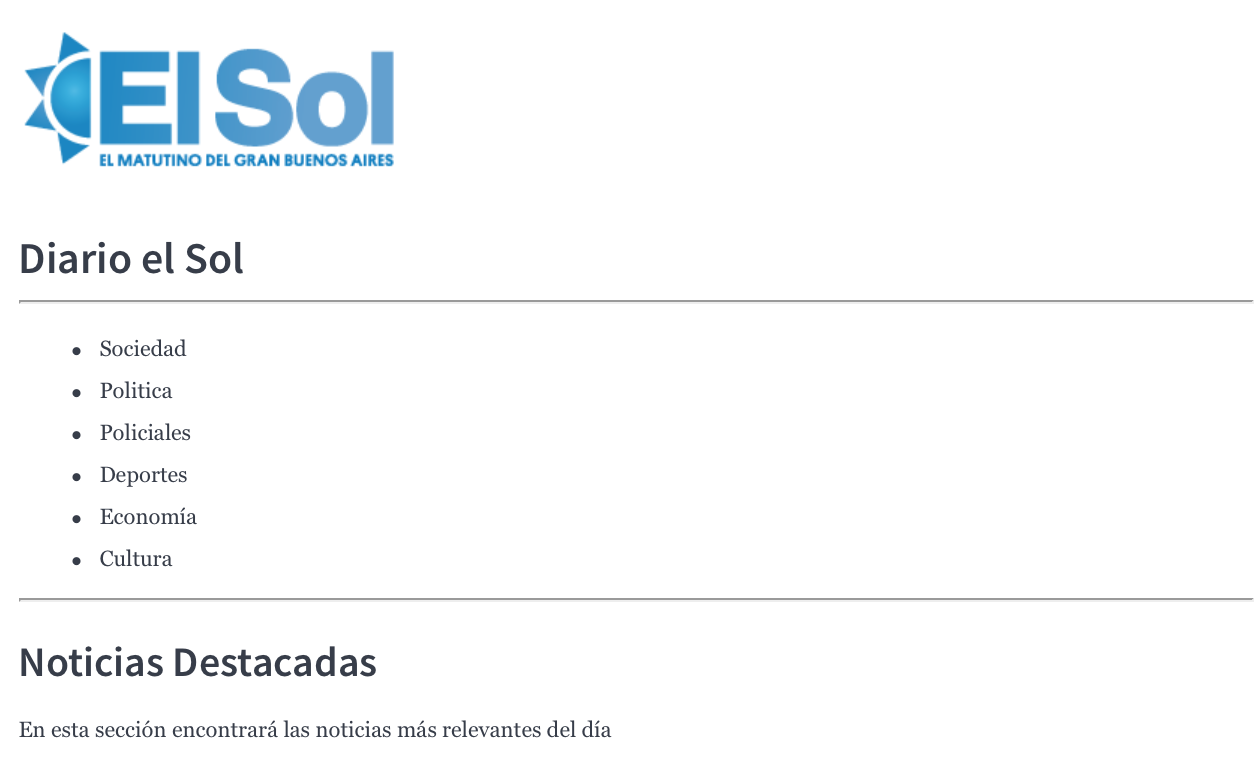 El Sol
EL MATUTINO DEL GRAN BUENOS AIRES
Diario el Sol
Sociedad
Politica
Policiales
Deportes
Economía
Cultura
Noticias Destacadas
En esta sección encontrará las noticias más relevantes del día